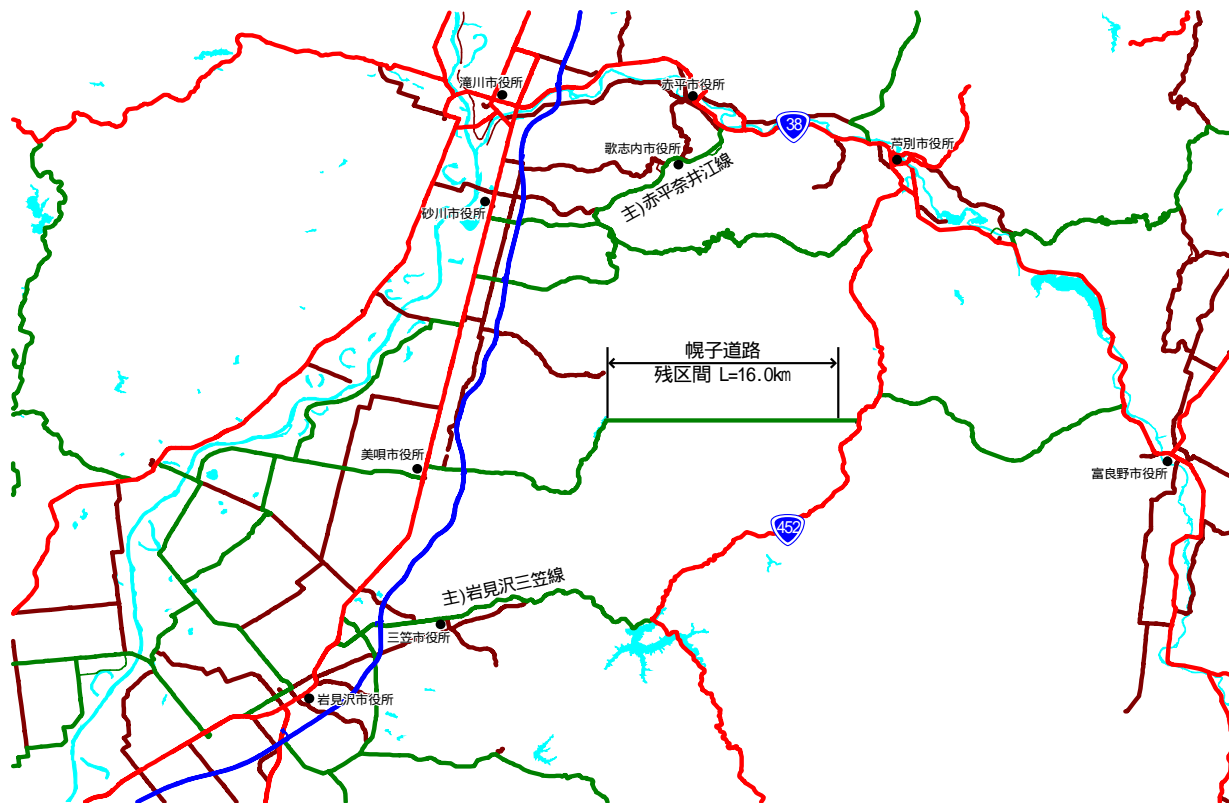 滝川市役所
赤平市役所
38
芦別市役所
歌志内市役所
主)赤平奈井江線
砂川市役所
幌子道路
残区間 L=16.0km
美唄市役所
富良野市役所
452
主)岩見沢三笠線
三笠市役所
岩見沢市役所